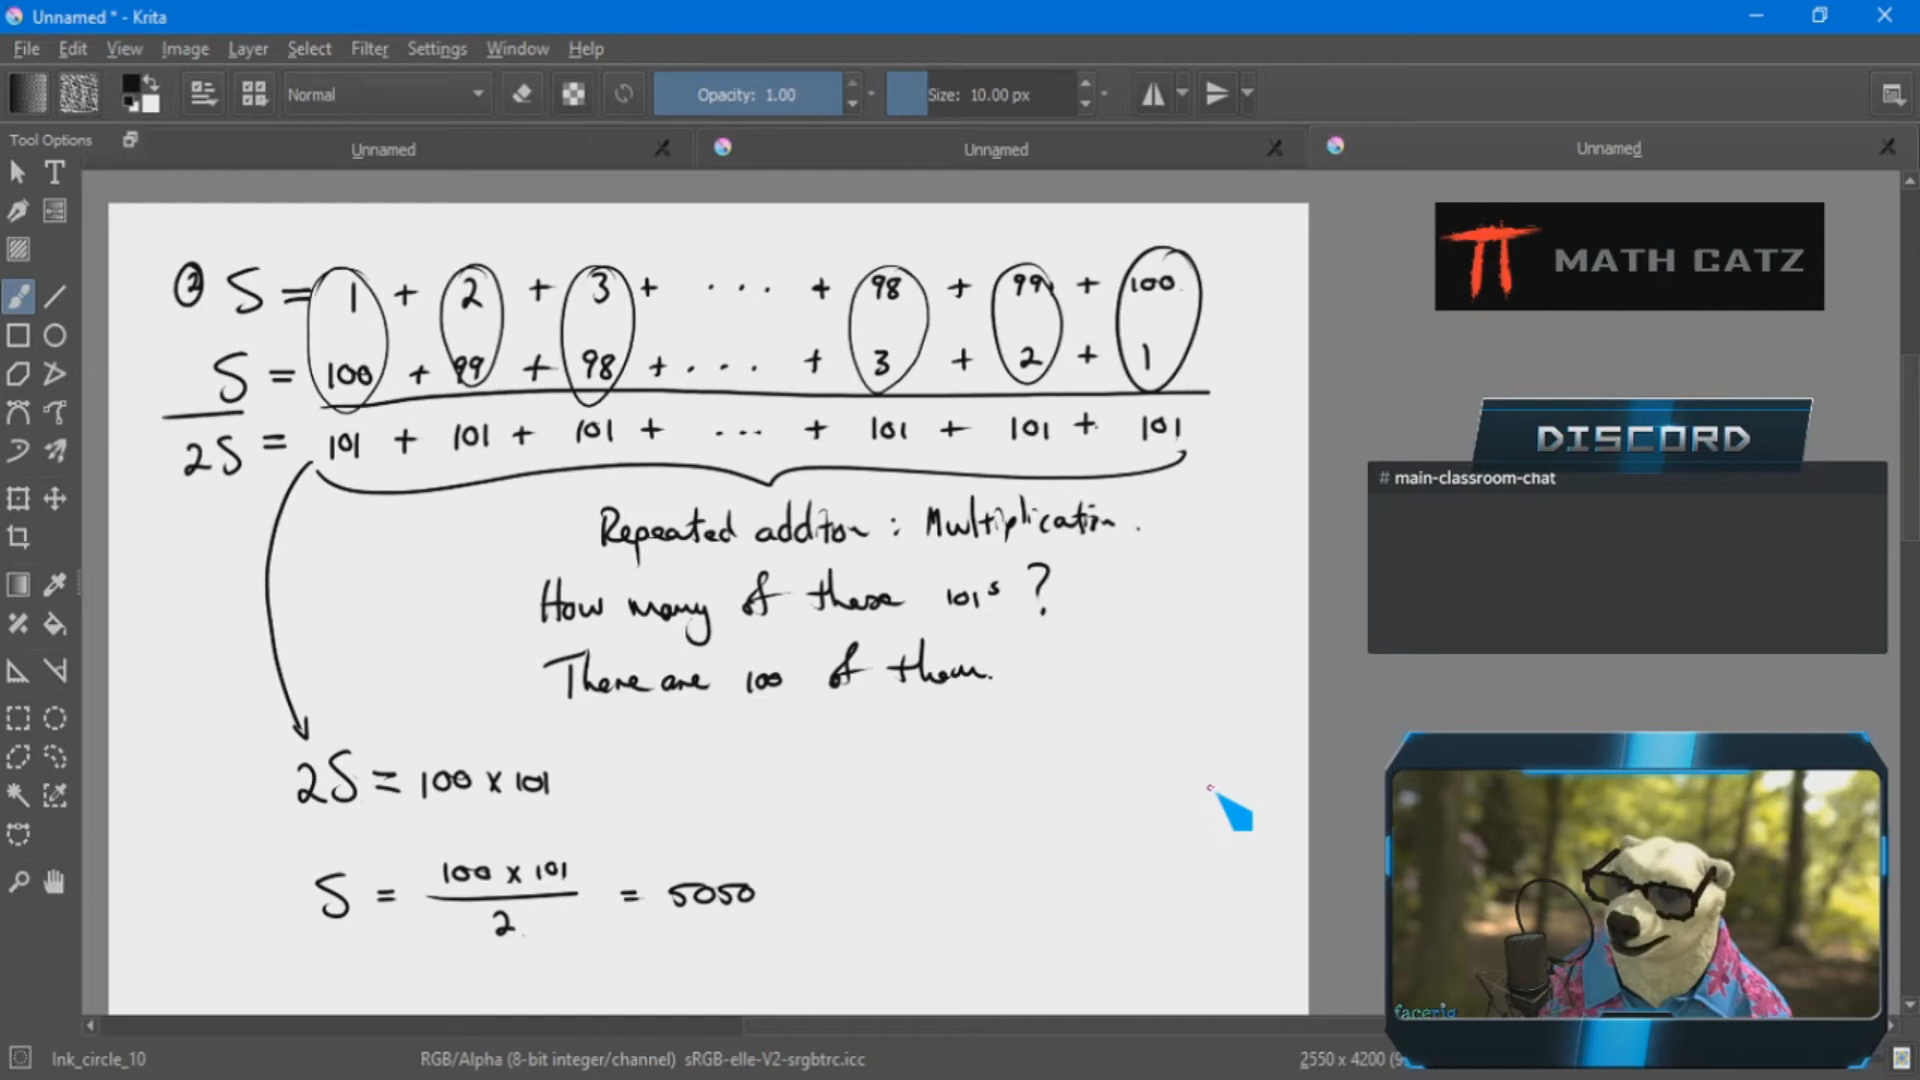 Unnamed * - Krita
File Edit View Image Layer Select Filter Settings Window Help
Normal
Opacity: 1.00
Size: 10.00 px
Tool Options
Unnamed
Unnamed
Unnamed
② S = 1 + 2 + 3 + ... + 98 + 99 + 100
S = 100 + 99 + 98 + ... + 3 + 2 + 1
2S = 101 + 101 + 101 + ... + 101 + 101 + 101
Repeated additon : Multiplication.
How many of these 101s ?
There are 100 of them.
2S = 100 x 101
S = 100 x 101 / 2 = 5050
MATH CATZ
DISCORD
# main-classroom-chat
facerig
Ink_circle_10
RGB/Alpha (8-bit integer/channel) sRGB-elle-V2-srgbtrc.icc
2550 x 4200 (9